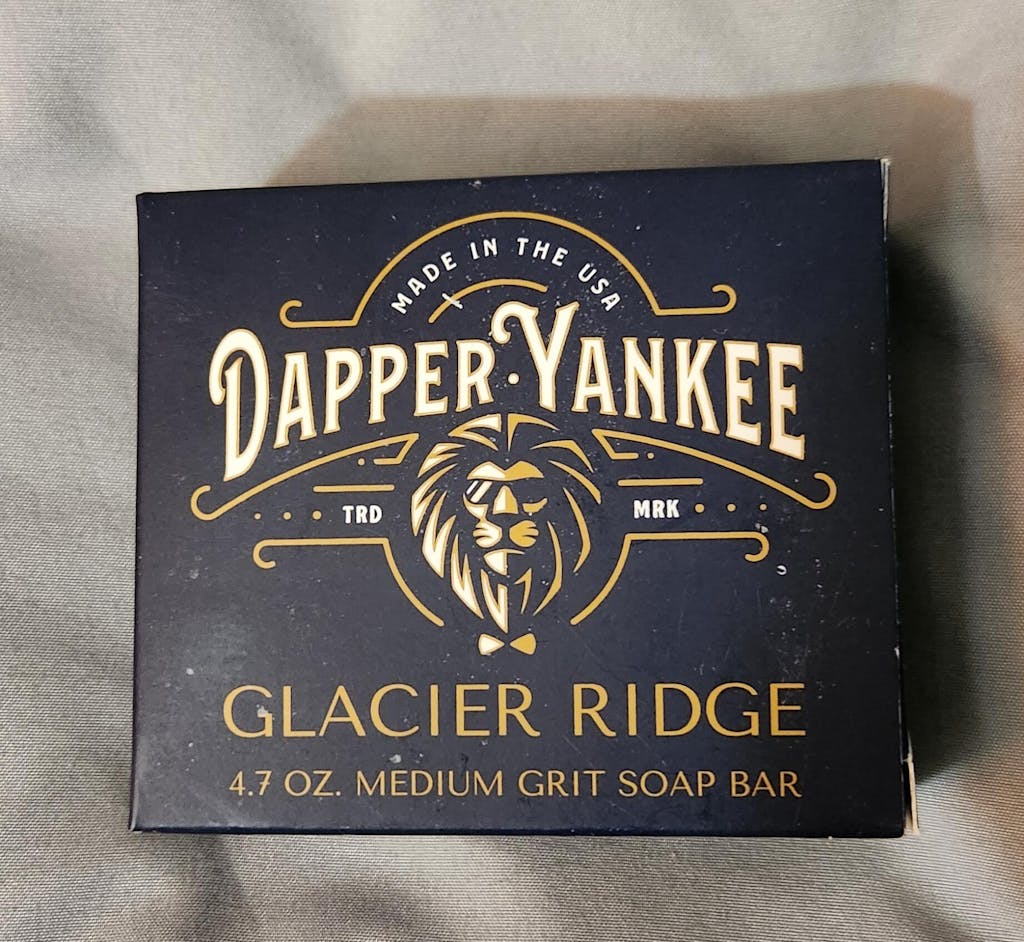 MADE IN THE USA
DAPPER · YANKEE
TRD MRK
GLACIER RIDGE
4.7 OZ. MEDIUM GRIT SOAP BAR